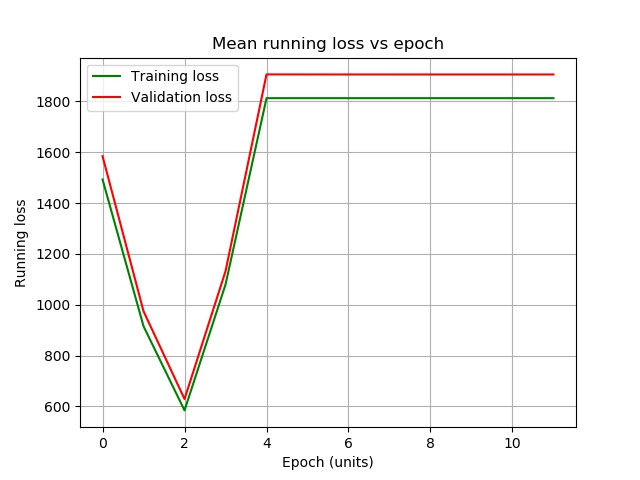 Mean running loss vs epoch
Training loss
Validation loss
1800
1600
1400
1200
1000
800
600
Running loss
0 2 4 6 8 10
Epoch (units)